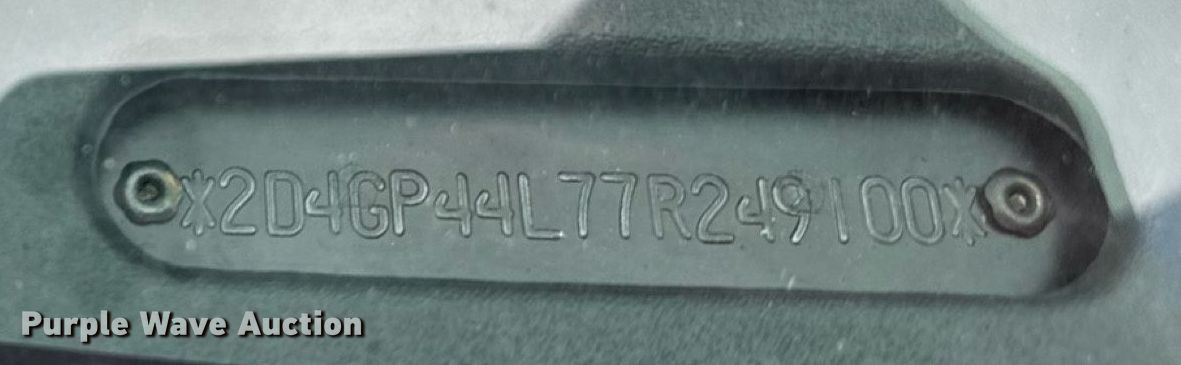 *2D4GP44L77R249100*
Purple Wave Auction